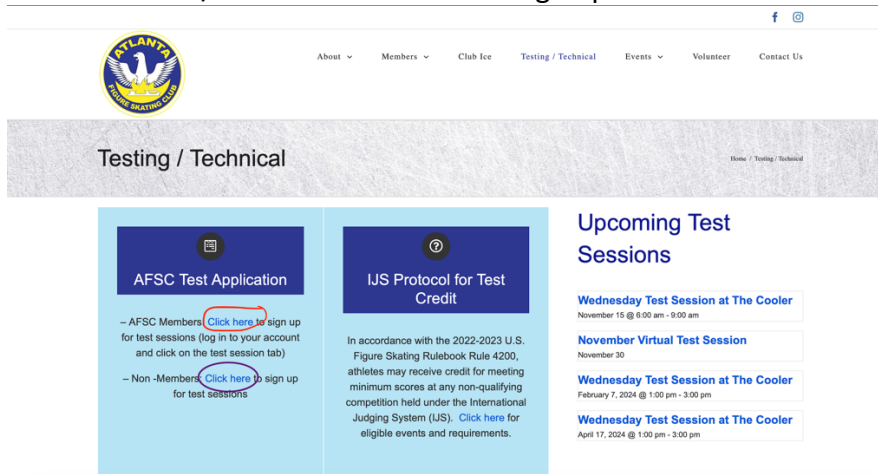 f
ATLANTA
FIGURE SKATING CLUB
About
Members
Club Ice
Testing / Technical
Events
Volunteer
Contact Us
Testing / Technical
Home / Testing / Technical
AFSC Test Application
– AFSC Members: Click here to sign up
for test sessions (log in to your account
and click on the test session tab)
– Non -Members: Click here to sign up
for test sessions
?
IJS Protocol for Test
Credit
In accordance with the 2022-2023 U.S.
Figure Skating Rulebook Rule 4200,
athletes may receive credit for meeting
minimum scores at any non-qualifying
competition held under the International
Judging System (IJS). Click here for
eligible events and requirements.
Upcoming Test
Sessions
Wednesday Test Session at The Cooler
November 15 @ 6:00 am - 9:00 am
November Virtual Test Session
November 30
Wednesday Test Session at The Cooler
February 7, 2024 @ 1:00 pm - 3:00 pm
Wednesday Test Session at The Cooler
April 17, 2024 @ 1:00 pm - 3:00 pm